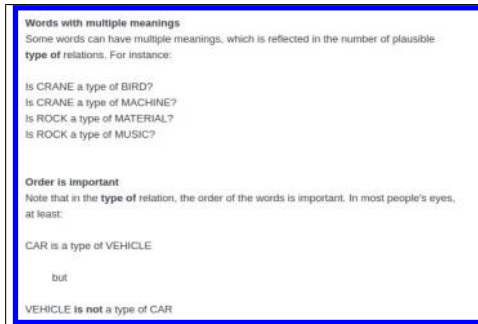 Words with multiple meanings
Some words can have multiple meanings, which is reflected in the number of plausible
type of relations. For instance:
Is CRANE a type of BIRD?
Is CRANE a type of MACHINE?
Is ROCK a type of MATERIAL?
Is ROCK a type of MUSIC?
Order is important
Note that in the type of relation, the order of the words is important. In most people's eyes,
at least:
CAR is a type of VEHICLE
but
VEHICLE is not a type of CAR